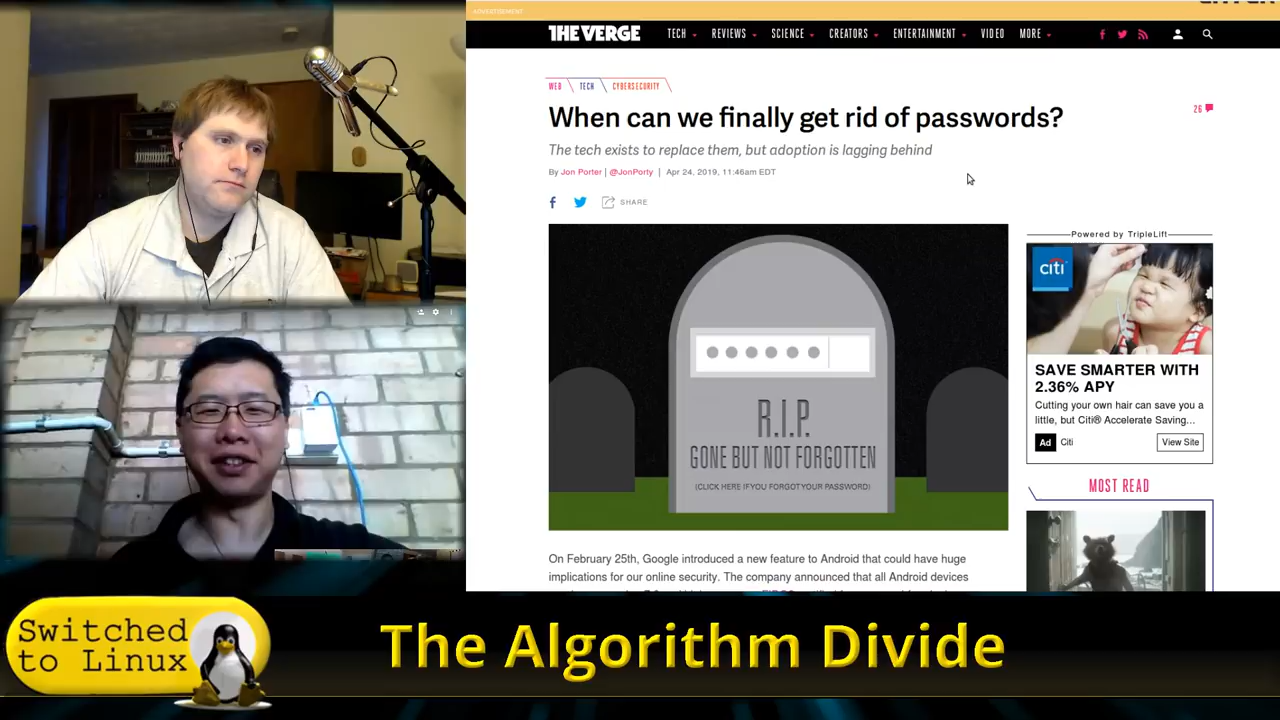 ADVERTISEMENT
THE VERGE
TECH REVIEWS SCIENCE CREATORS ENTERTAINMENT VIDEO MORE
WEB TECH CYBERSECURITY
When can we finally get rid of passwords?
26
The tech exists to replace them, but adoption is lagging behind
By Jon Porter | @JonPorty | Apr 24, 2019, 11:46am EDT
SHARE
R.I.P.
GONE BUT NOT FORGOTTEN
(CLICK HERE IF YOU FORGOT YOUR PASSWORD)
Powered by TripleLift
citi
SAVE SMARTER WITH
2.36% APY
Cutting your own hair can save you a
little, but Citi® Accelerate Saving...
Ad Citi View Site
MOST READ
On February 25th, Google introduced a new feature to Android that could have huge
implications for our online security. The company announced that all Android devices
Switched
to Linux
The Algorithm Divide